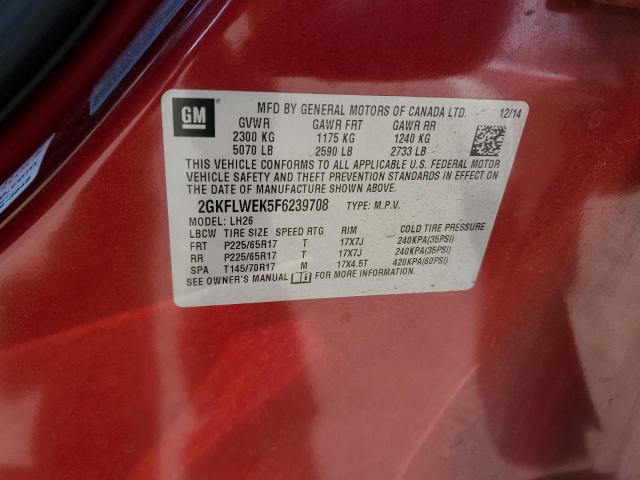 GM ®
MFD BY GENERAL MOTORS OF CANADA LTD. 12/14
GVWR GAWR FRT GAWR RR
2300 KG 1175 KG 1240 KG
5070 LB 2590 LB 2733 LB
THIS VEHICLE CONFORMS TO ALL APPLICABLE U.S. FEDERAL MOTOR
VEHICLE SAFETY AND THEFT PREVENTION STANDARDS IN EFFECT ON
THE DATE OF MANUFACTURE SHOWN ABOVE.
2GKFLWEK5F6239708 TYPE: M.P.V.
MODEL: LH26
LBCW TIRE SIZE SPEED RTG RIM COLD TIRE PRESSURE
FRT P225/65R17 T 17X7J 240KPA(35PSI)
RR P225/65R17 T 17X7J 240KPA(35PSI)
SPA T145/70R17 M 17X4.5T 420KPA(60PSI)
SEE OWNER'S MANUAL i FOR MORE INFORMATION